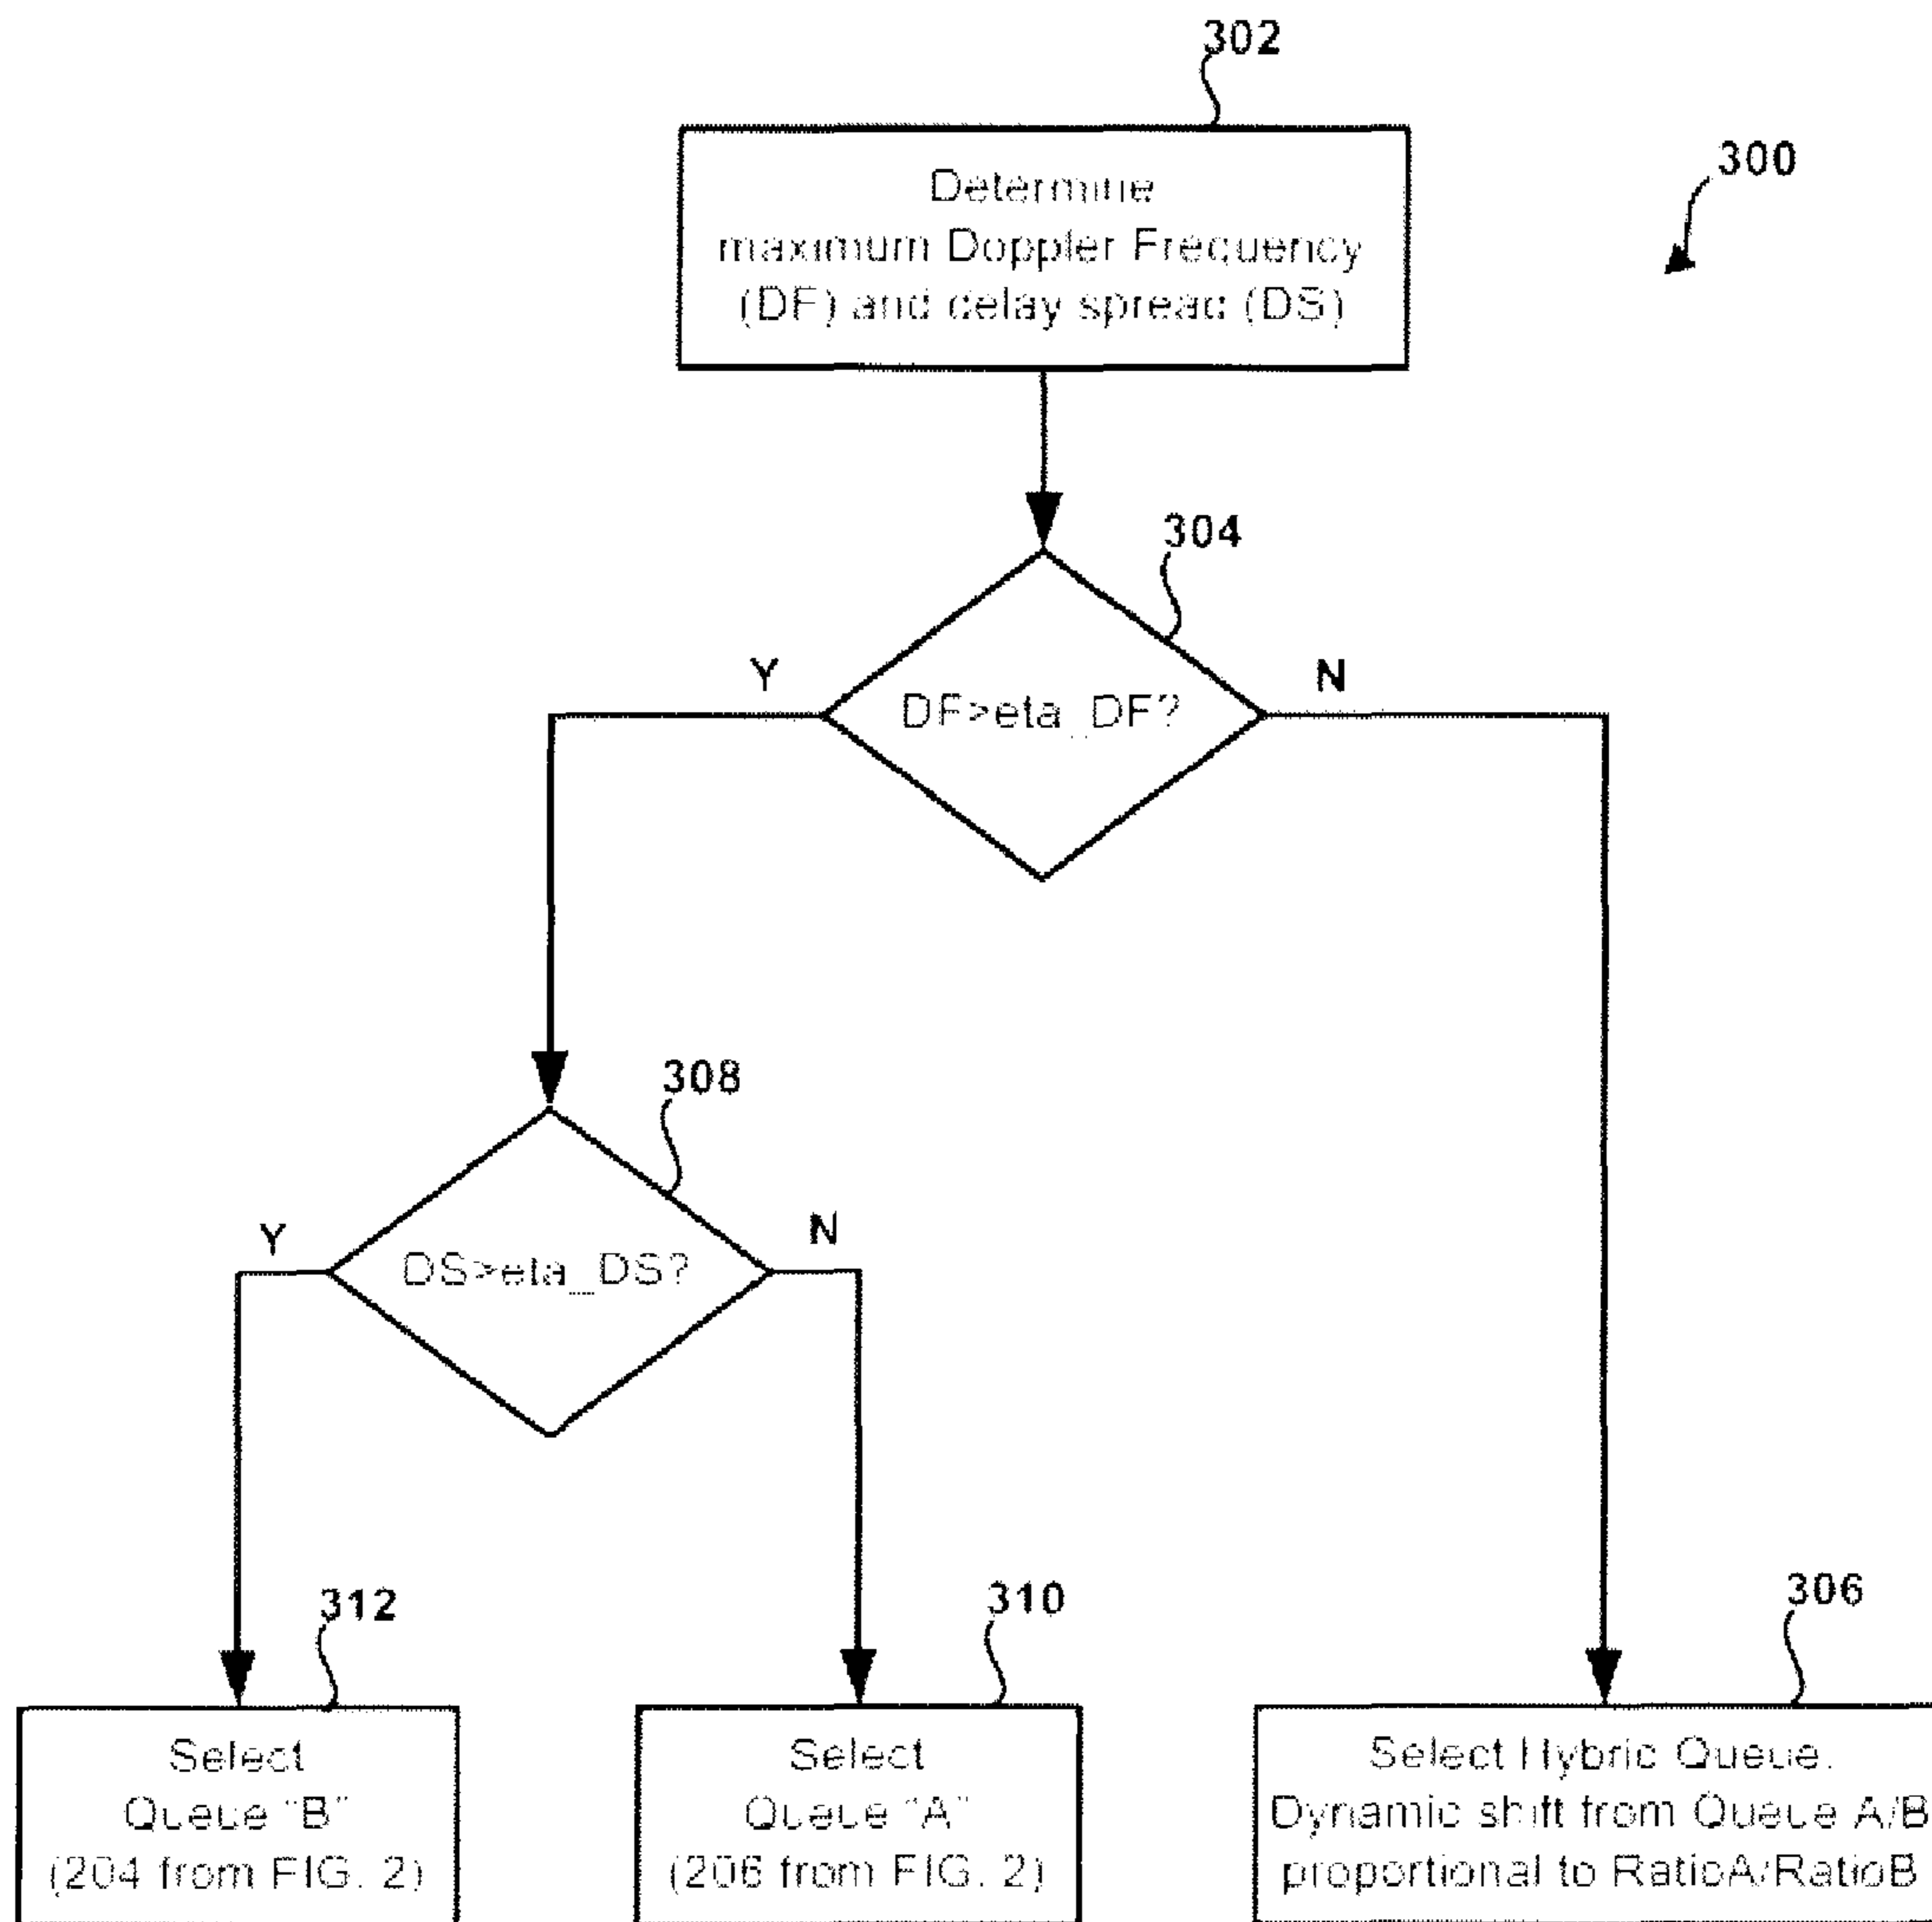 302
300
Determine
maximum Doppler Frequency
(DF) and delay spread (DS)
304
Y
N
DF>eta_DF?
308
Y
N
DS>eta_DS?
312
310
306
Select
Queue "B"
(204 from FIG. 2)
Select
Queue "A"
(206 from FIG. 2)
Select Hybric Queue.
Dynamic shift from Queue A/B
proportional to RatioA/RatioB